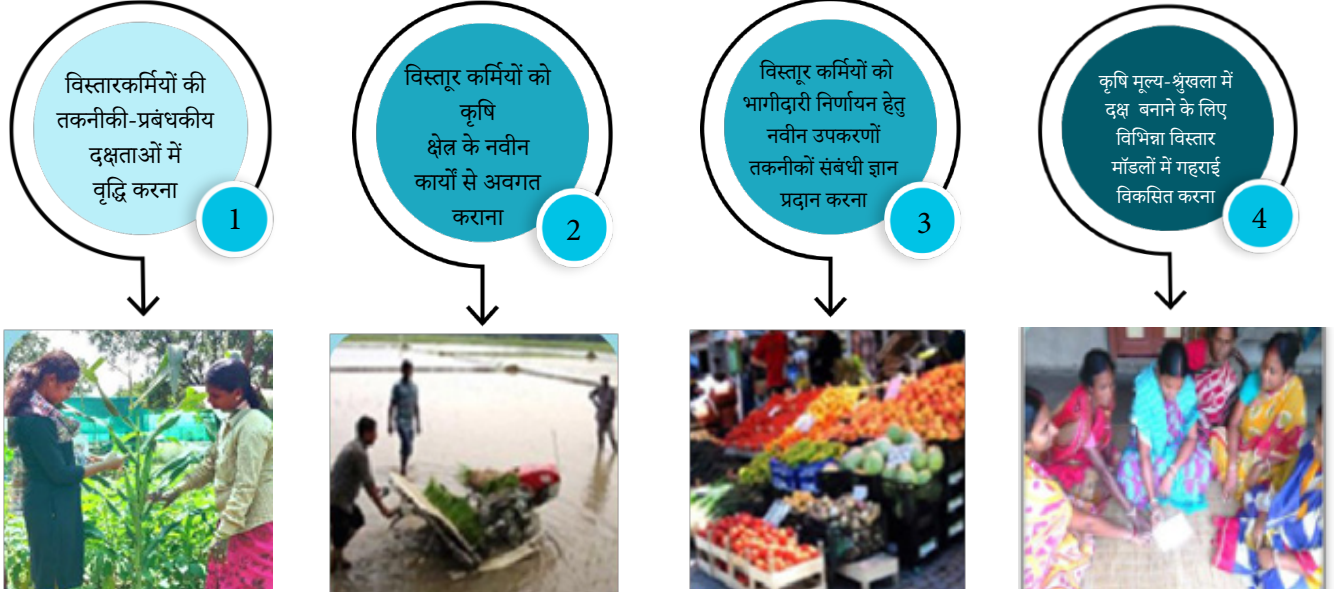 विस्तारकर्मियों की
तकनीकी-प्रबंधकीय
दक्षताओं में
वृद्धि करना
1
विस्ताूर कर्मियों को
कृषि
क्षेत्र के नवीन
कार्यों से अवगत
कराना
2
विस्ताूर कर्मियों को
भागीदारी निर्णायन हेतु
नवीन उपकरणों
तकनीकों संबंधी ज्ञान
प्रदान करना
3
कृषि मूल्य-श्रुंखला में
दक्ष बनाने के लिए
विभिन्ना विस्तार
मॉडलों में गहराई
विकसित करना
4